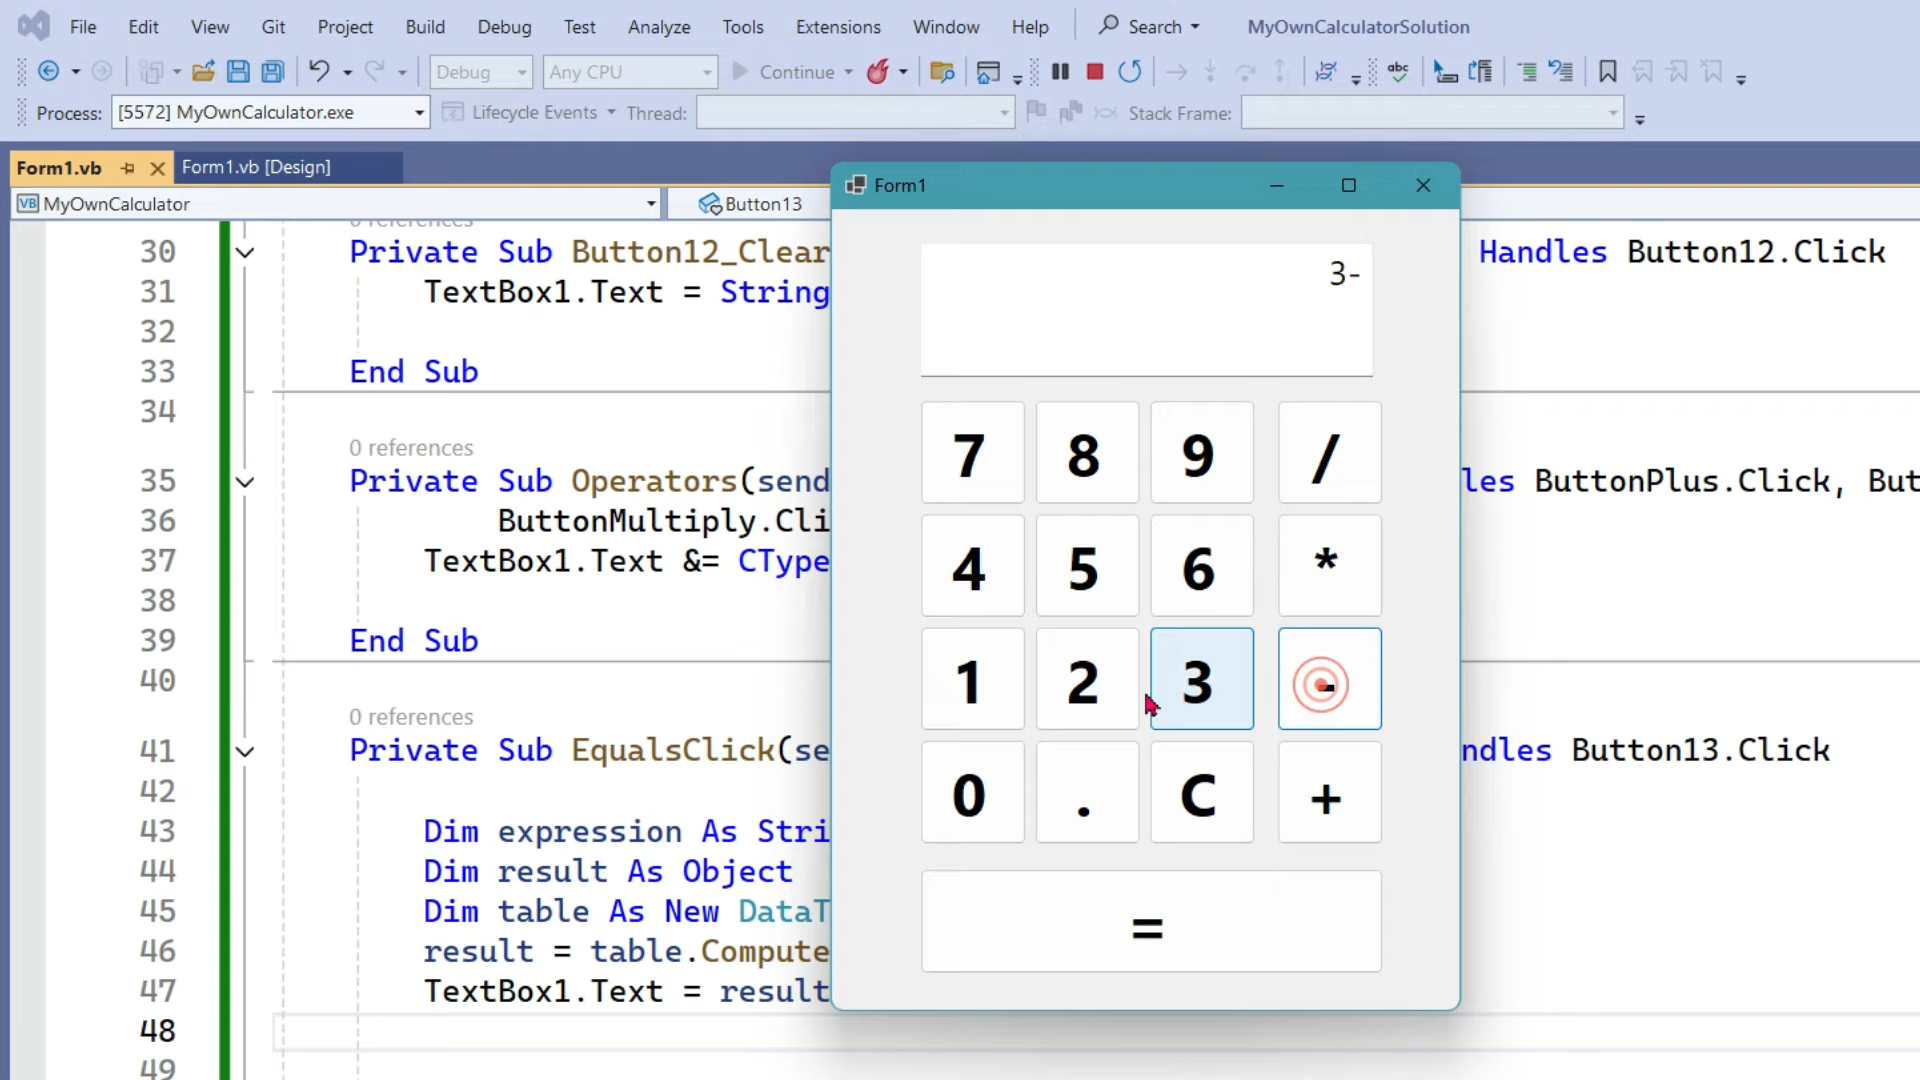 File Edit View Git Project Build Debug Test Analyze Tools Extensions Window Help Search MyOwnCalculatorSolution
Debug Any CPU Continue
Process: [5572] MyOwnCalculator.exe Lifecycle Events Thread: Stack Frame:
Form1.vb Form1.vb [Design]
VB MyOwnCalculator Button13
Form1
3-
7 8 9 /
4 5 6 *
1 2 3 -
0 . C +
=
0 references
30 Private Sub Button12_Clear Handles Button12.Click
31 TextBox1.Text = String
32
33 End Sub
34
0 references
35 Private Sub Operators(send les ButtonPlus.Click, But
36 ButtonMultiply.Cli
37 TextBox1.Text &= CType
38
39 End Sub
40
0 references
41 Private Sub EqualsClick(se ndles Button13.Click
42
43 Dim expression As Stri
44 Dim result As Object
45 Dim table As New DataT
46 result = table.Compute
47 TextBox1.Text = result
48
49